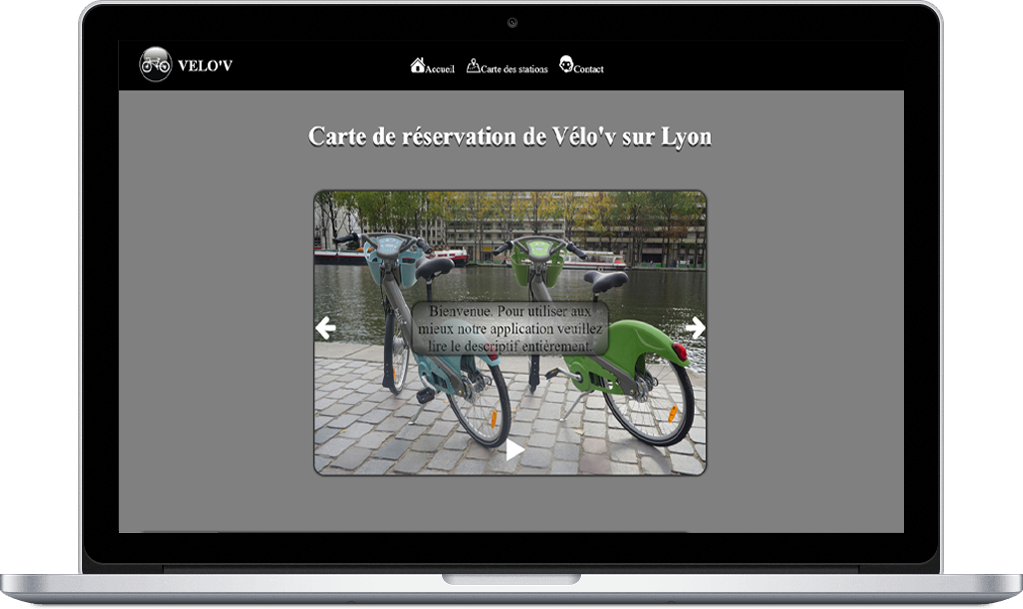 VELO'V
Accueil Carte des stations Contact
Carte de réservation de Vélo'v sur Lyon
Bienvenue. Pour utiliser aux
mieux notre application veuillez
lire le descriptif entièrement.